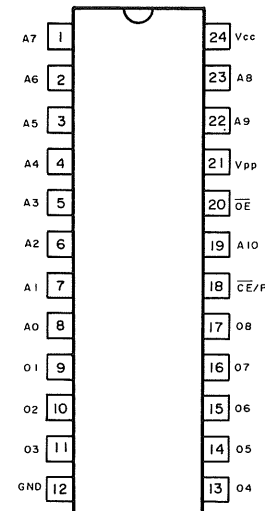 A7 1 24 Vcc
A6 2 23 A8
A5 3 22 A9
A4 4 21 Vpp
A3 5 20 OE
A2 6 19 A10
A1 7 18 CE/P
A0 8 17 O8
O1 9 16 O7
O2 10 15 O6
O3 11 14 O5
GND 12 13 O4